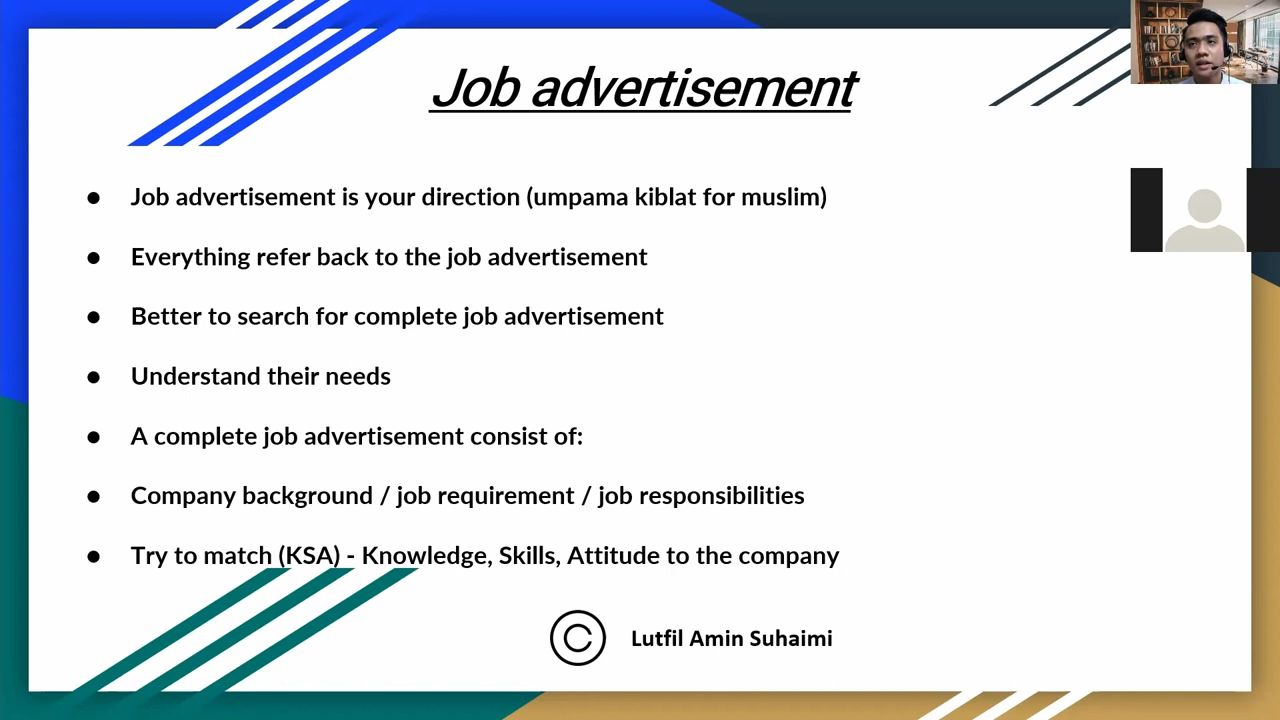 Job advertisement
● Job advertisement is your direction (umpama kiblat for muslim)
● Everything refer back to the job advertisement
● Better to search for complete job advertisement
● Understand their needs
● A complete job advertisement consist of:
● Company background / job requirement / job responsibilities
● Try to match (KSA) - Knowledge, Skills, Attitude to the company
© Lutfil Amin Suhaimi